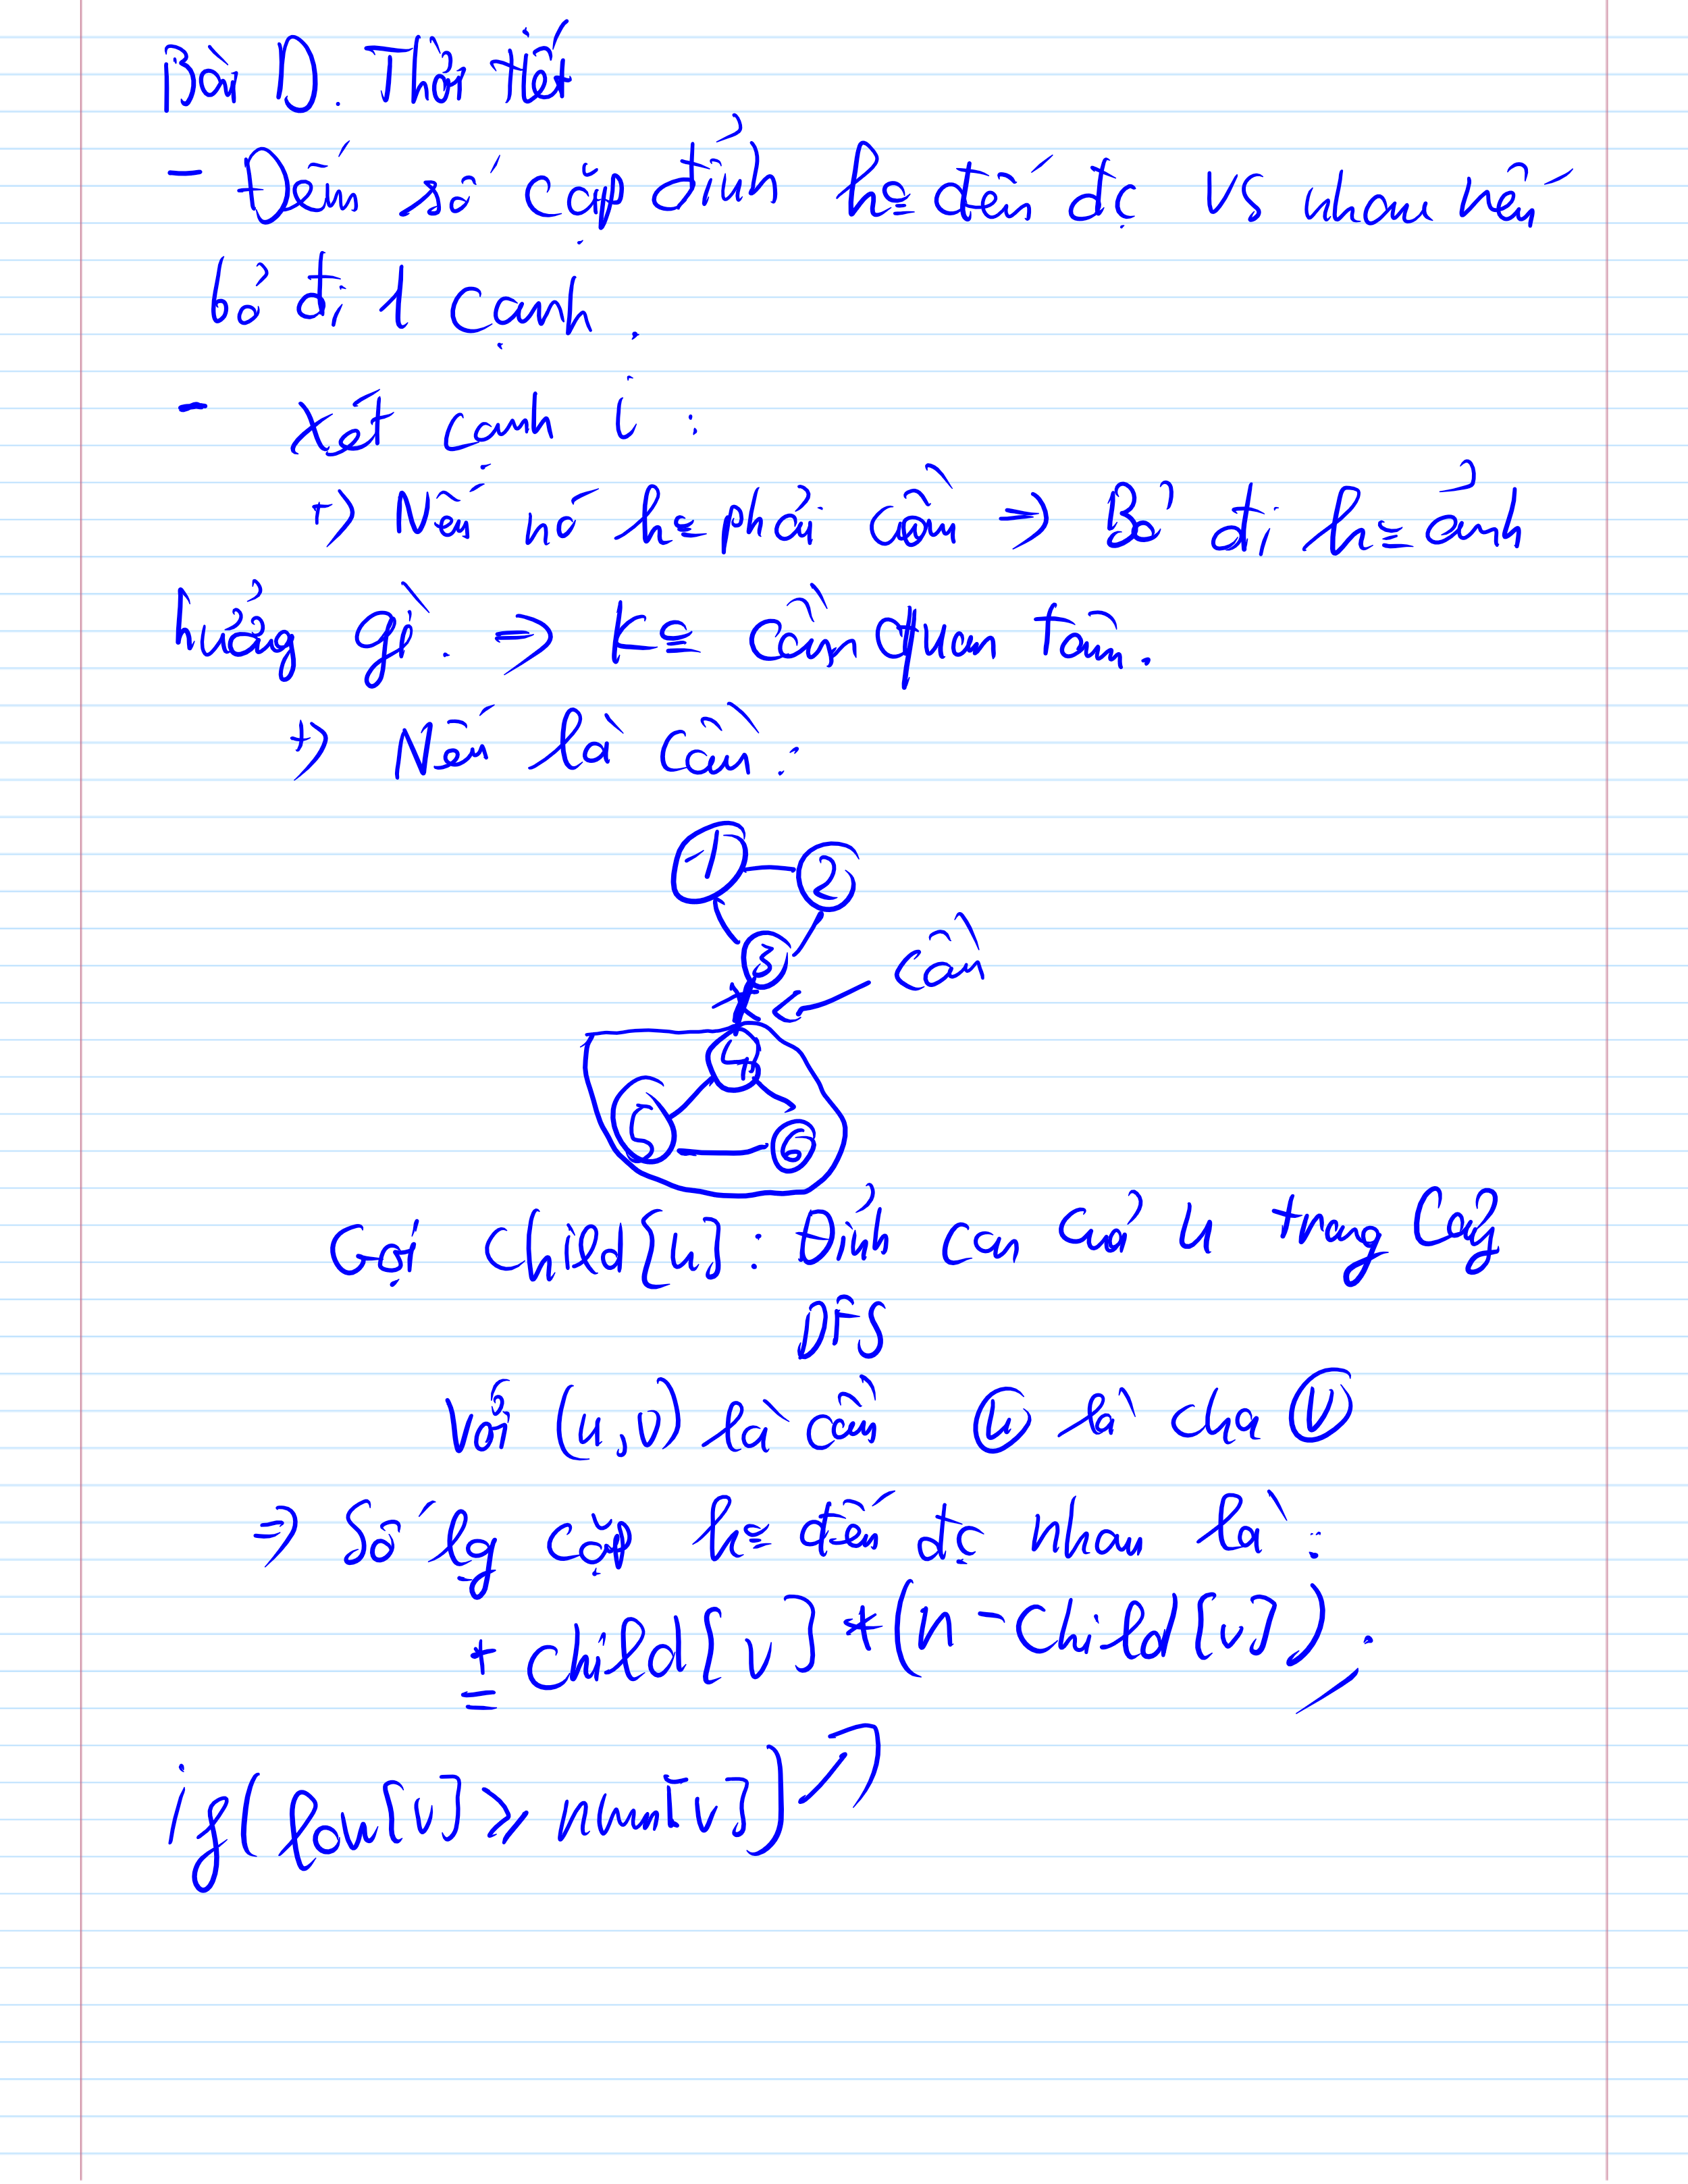 Bài D. Thời tiết
- Đếm số cặp đỉnh k= đến đc vs nhau nếu
bỏ đi 1 cạnh.
- Xét cạnh i:
+) Nếu nó k= phải cầu => Bỏ đi k= ảnh
hưởng gì. => K= cần quan tâm.
+) Nếu là cầu:
1 2
3
cầu
4
5 6
Gọi Child[u]: Đỉnh con của u trong Cây
DFS
Với (u,v) là cầu u là cha v
=> Số lg cặp k= đến đc nhau là:
+ child[v] * (n - Child[v]).
if(low[v] ≥ num[v])